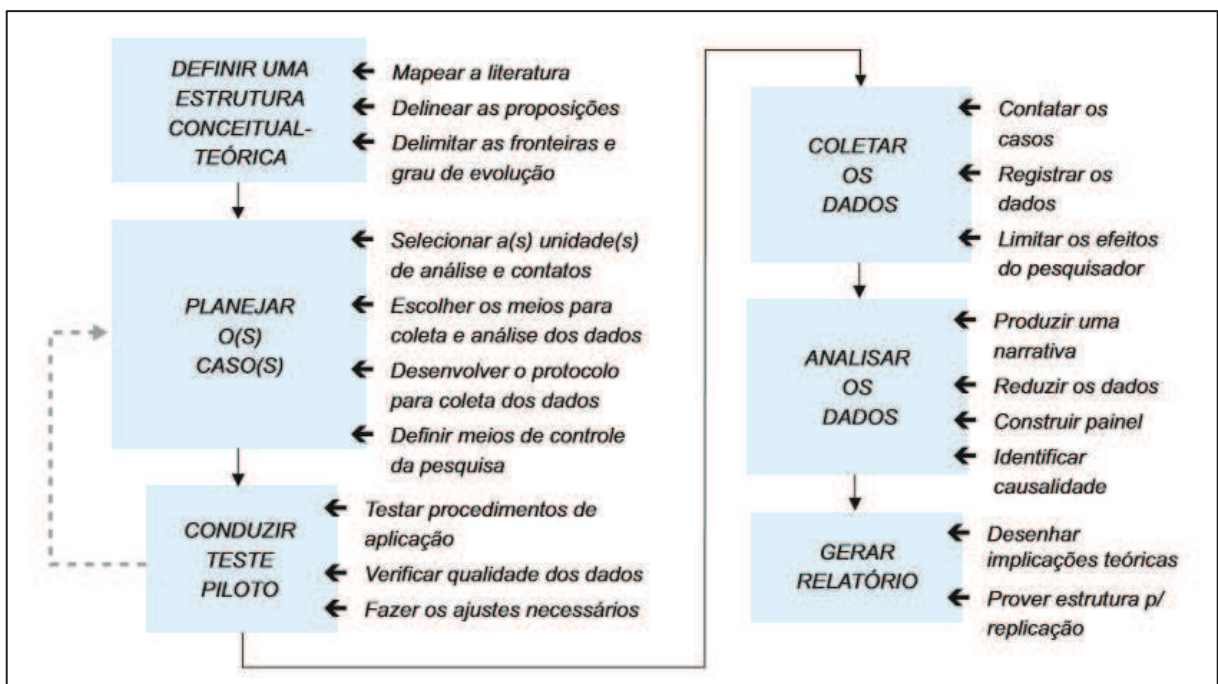 DEFINIR UMA
ESTRUTURA
CONCEITUAL-
TEÓRICA
Mapear a literatura
Delinear as proposições
Delimitar as fronteiras e
grau de evolução
PLANEJAR
O(S)
CASO(S)
Selecionar a(s) unidade(s)
de análise e contatos
Escolher os meios para
coleta e análise dos dados
Desenvolver o protocolo
para coleta dos dados
Definir meios de controle
da pesquisa
CONDUZIR
TESTE
PILOTO
Testar procedimentos de
aplicação
Verificar qualidade dos dados
Fazer os ajustes necessários
COLETAR
OS
DADOS
Contatar os
casos
Registrar os
dados
Limitar os efeitos
do pesquisador
ANALISAR
OS
DADOS
Produzir uma
narrativa
Reduzir os dados
Construir painel
Identificar
causalidade
GERAR
RELATÓRIO
Desenhar
implicações teóricas
Prover estrutura p/
replicação